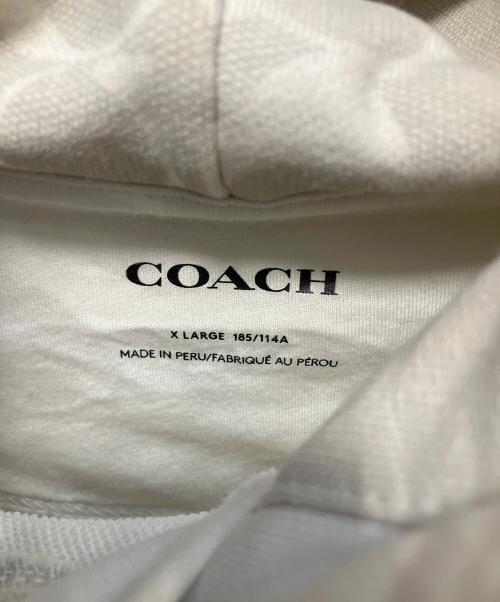 COACH
X LARGE 185/114A
MADE IN PERU/FABRIQUÉ AU PÉROU